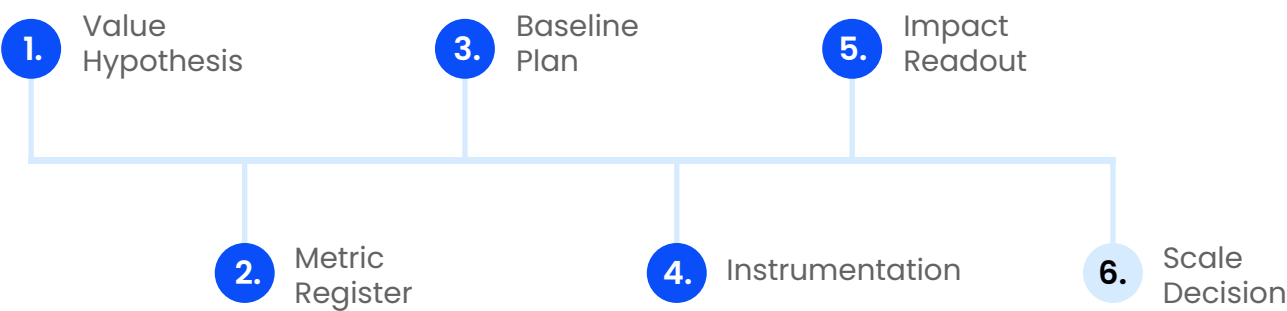 1.
Value
Hypothesis
2.
Metric
Register
3.
Baseline
Plan
4.
Instrumentation
5.
Impact
Readout
6.
Scale
Decision